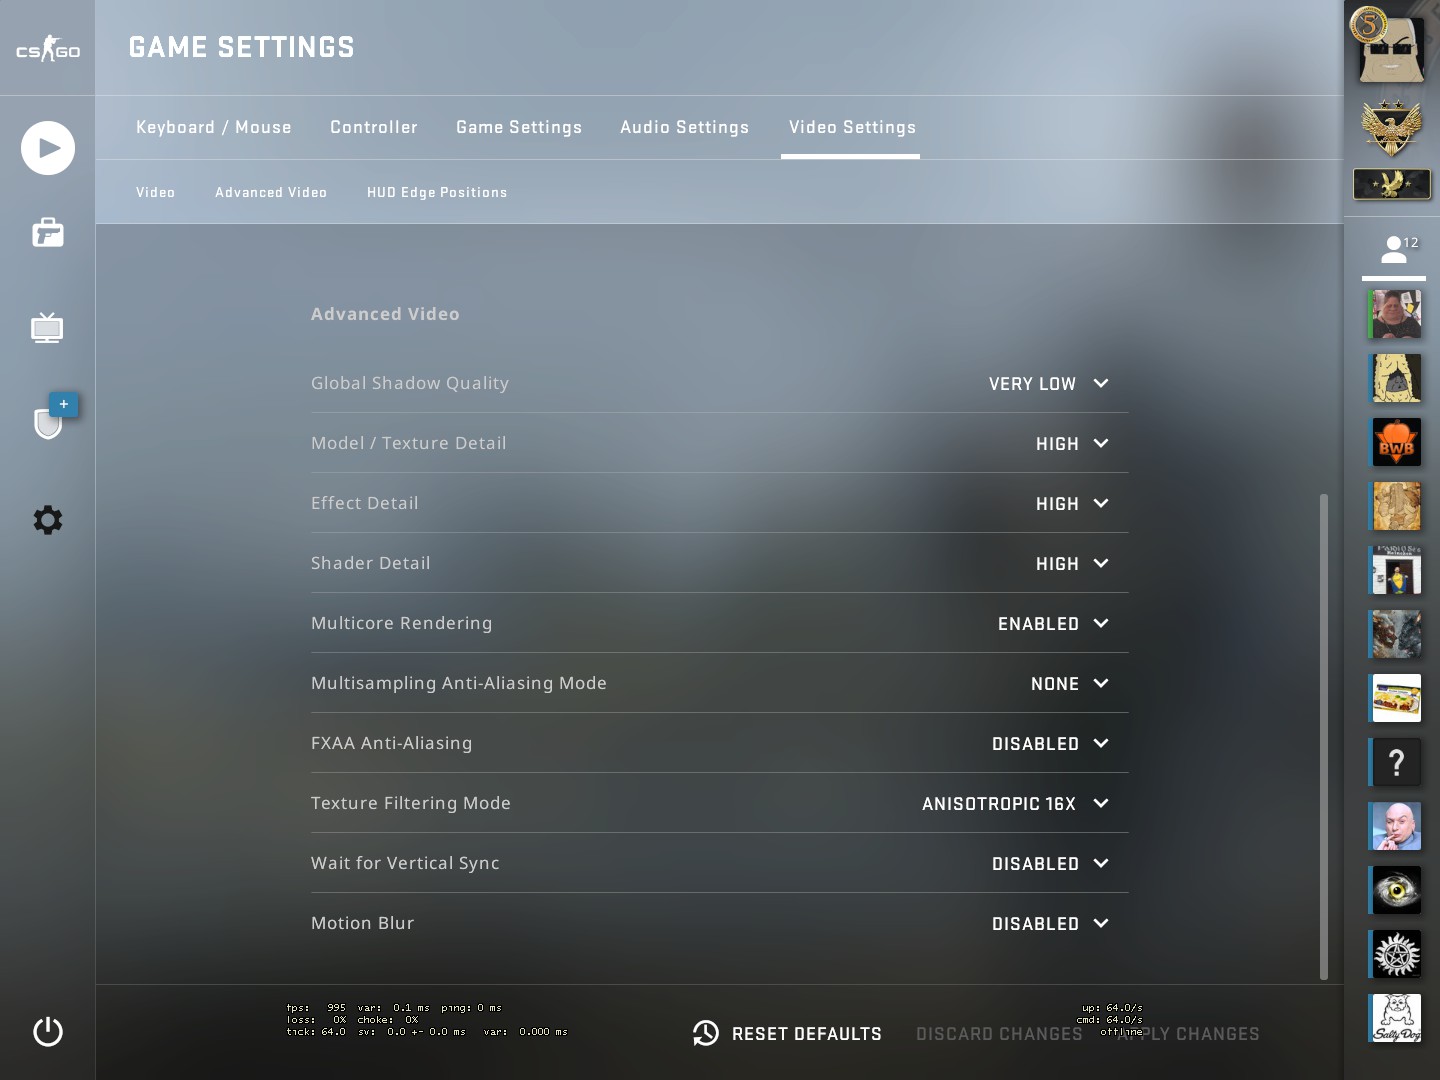 CS GO
GAME SETTINGS
5
Keyboard / Mouse Controller Game Settings Audio Settings Video Settings
Video Advanced Video HUD Edge Positions
12
Advanced Video
Global Shadow Quality VERY LOW
Model / Texture Detail HIGH
Effect Detail HIGH
Shader Detail HIGH
Multicore Rendering ENABLED
Multisampling Anti-Aliasing Mode NONE
FXAA Anti-Aliasing DISABLED
Texture Filtering Mode ANISOTROPIC 16X
Wait for Vertical Sync DISABLED
Motion Blur DISABLED
+
BWB
?
Salty Dog
fps: 995 var: 0.1 ms ping: 0 ms
loss: 0% choke: 0%
tick: 64.0 sv: 0.0 +- 0.0 ms var: 0.000 ms
up: 64.0/s
cmd: 64.0/s
offline
RESET DEFAULTS DISCARD CHANGES APPLY CHANGES